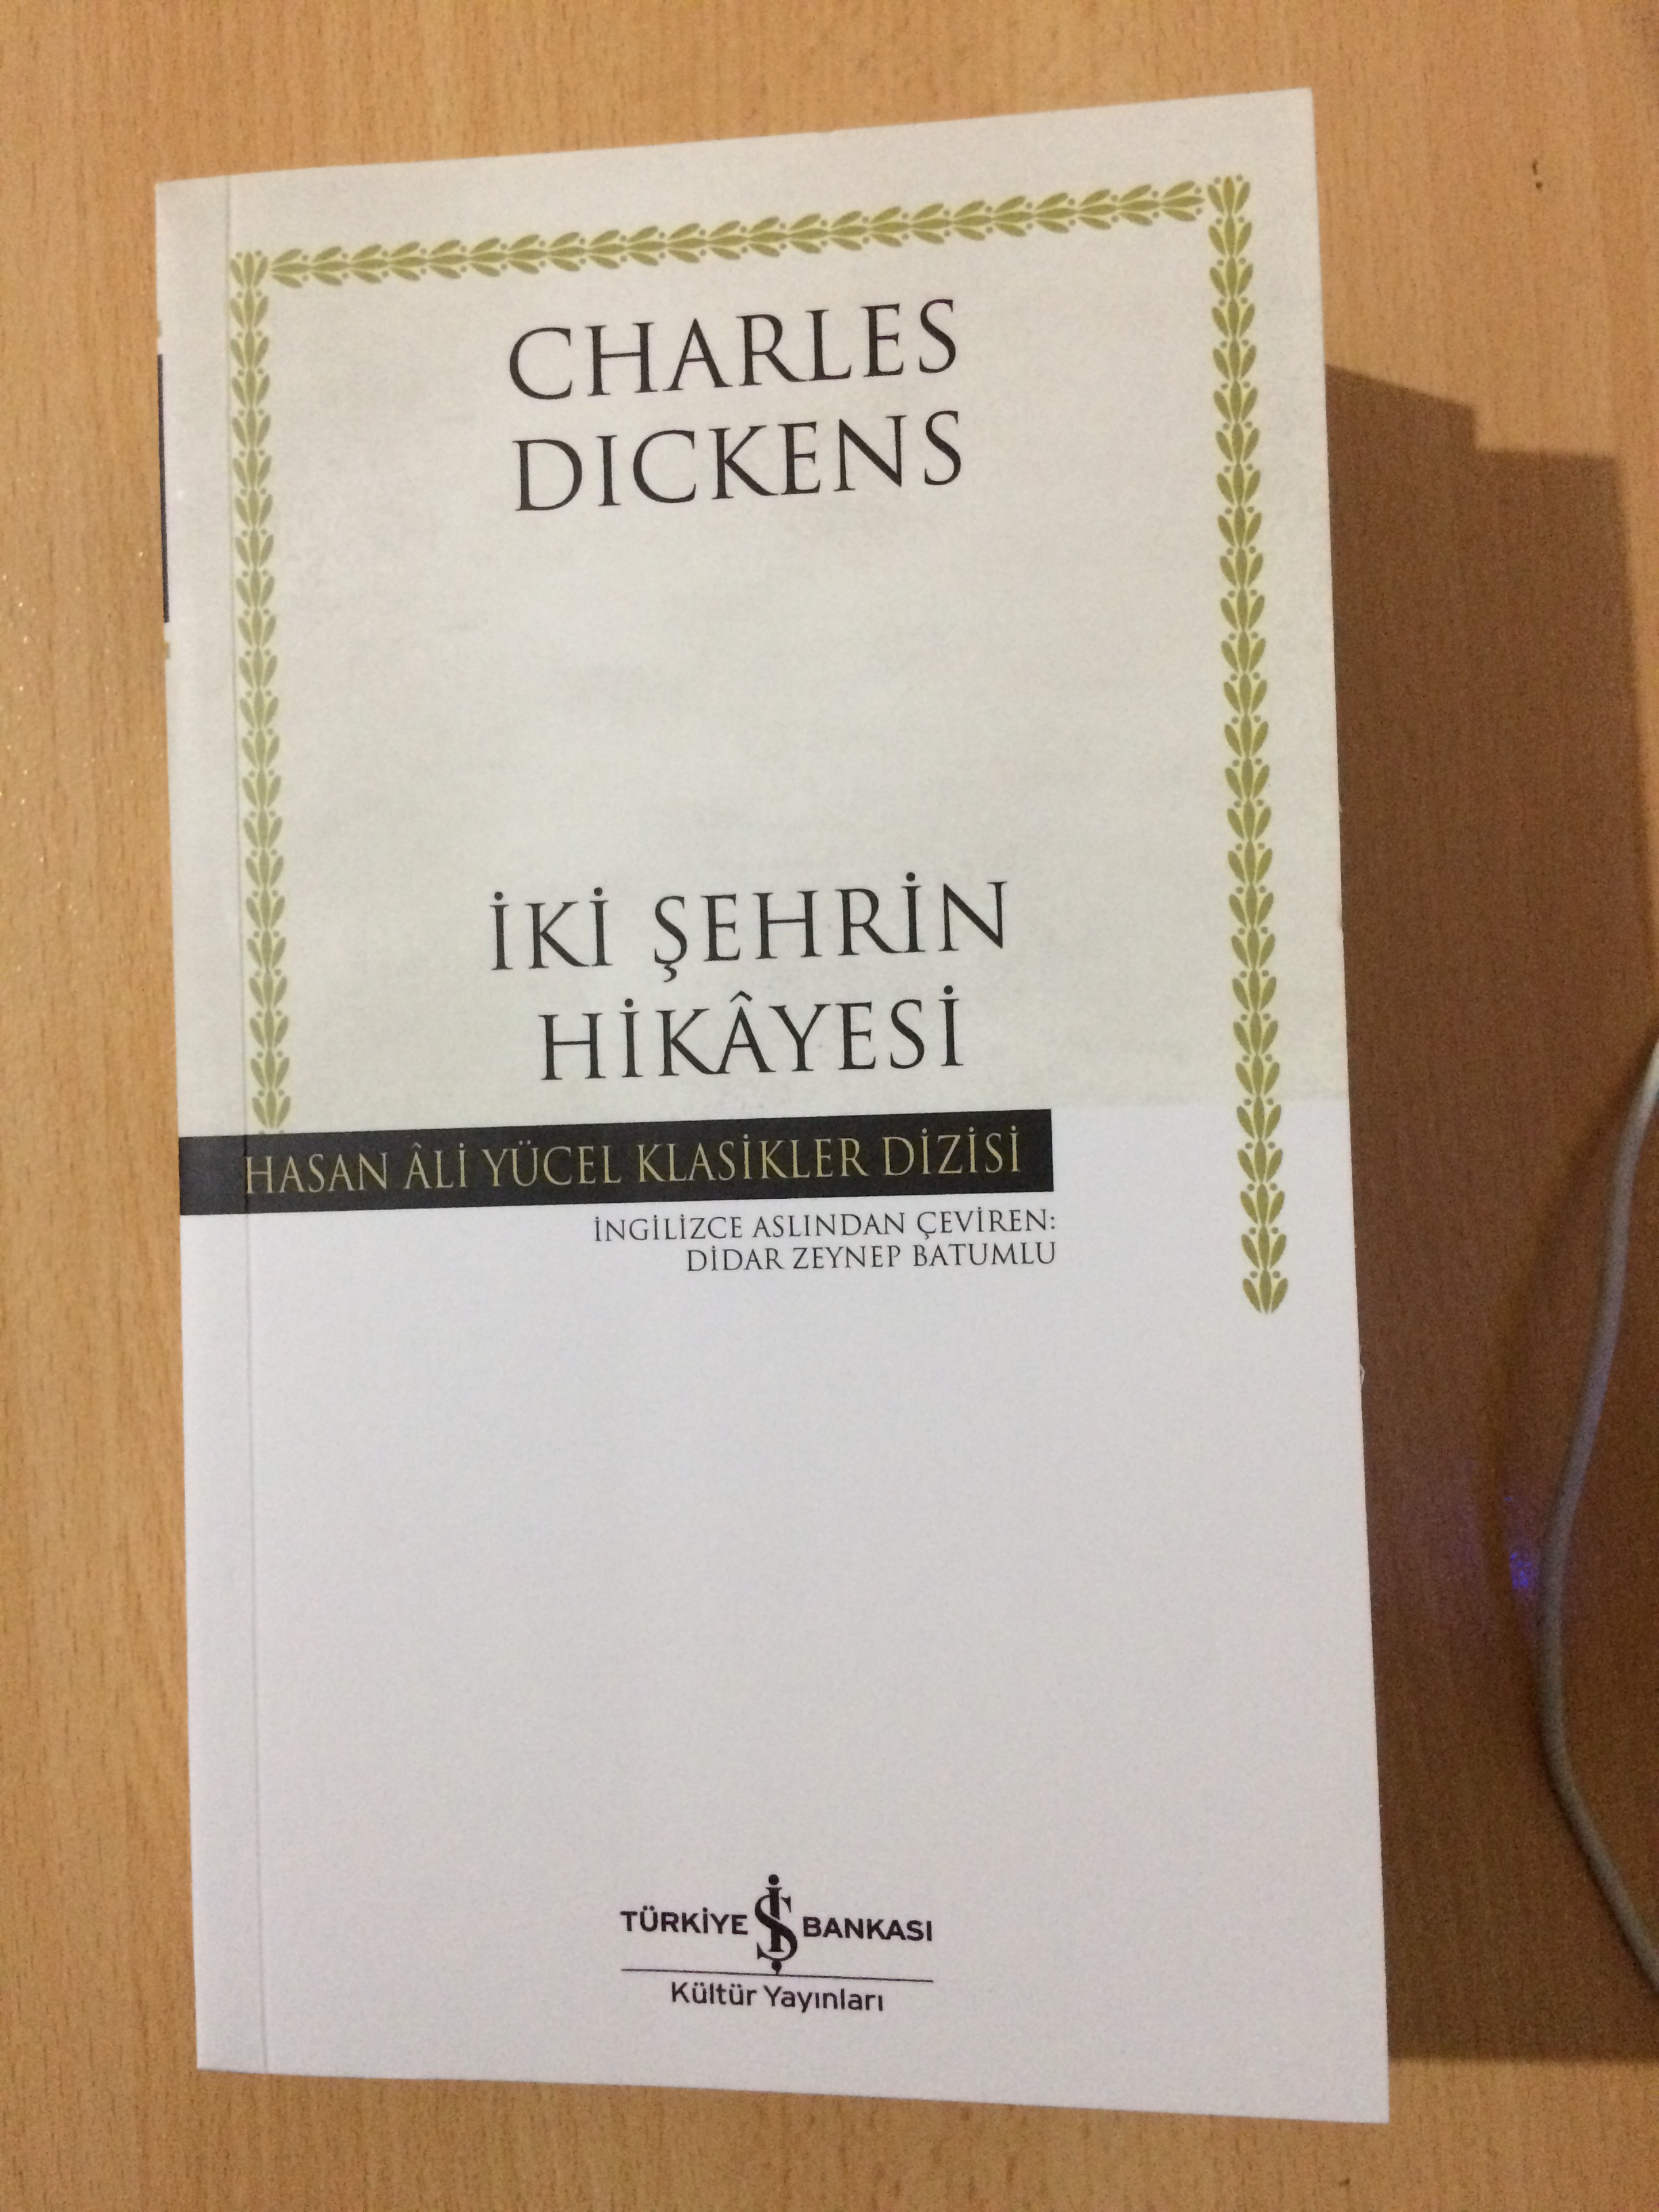 CHARLES
DICKENS
İKİ ŞEHRİN
HİKÂYESİ
HASAN ÂLİ YÜCEL KLASİKLER DİZİSİ
İNGİLİZCE ASLINDAN ÇEVİREN:
DİDAR ZEYNEP BATUMLU
TÜRKİYE İŞ BANKASI
Kültür Yayınları